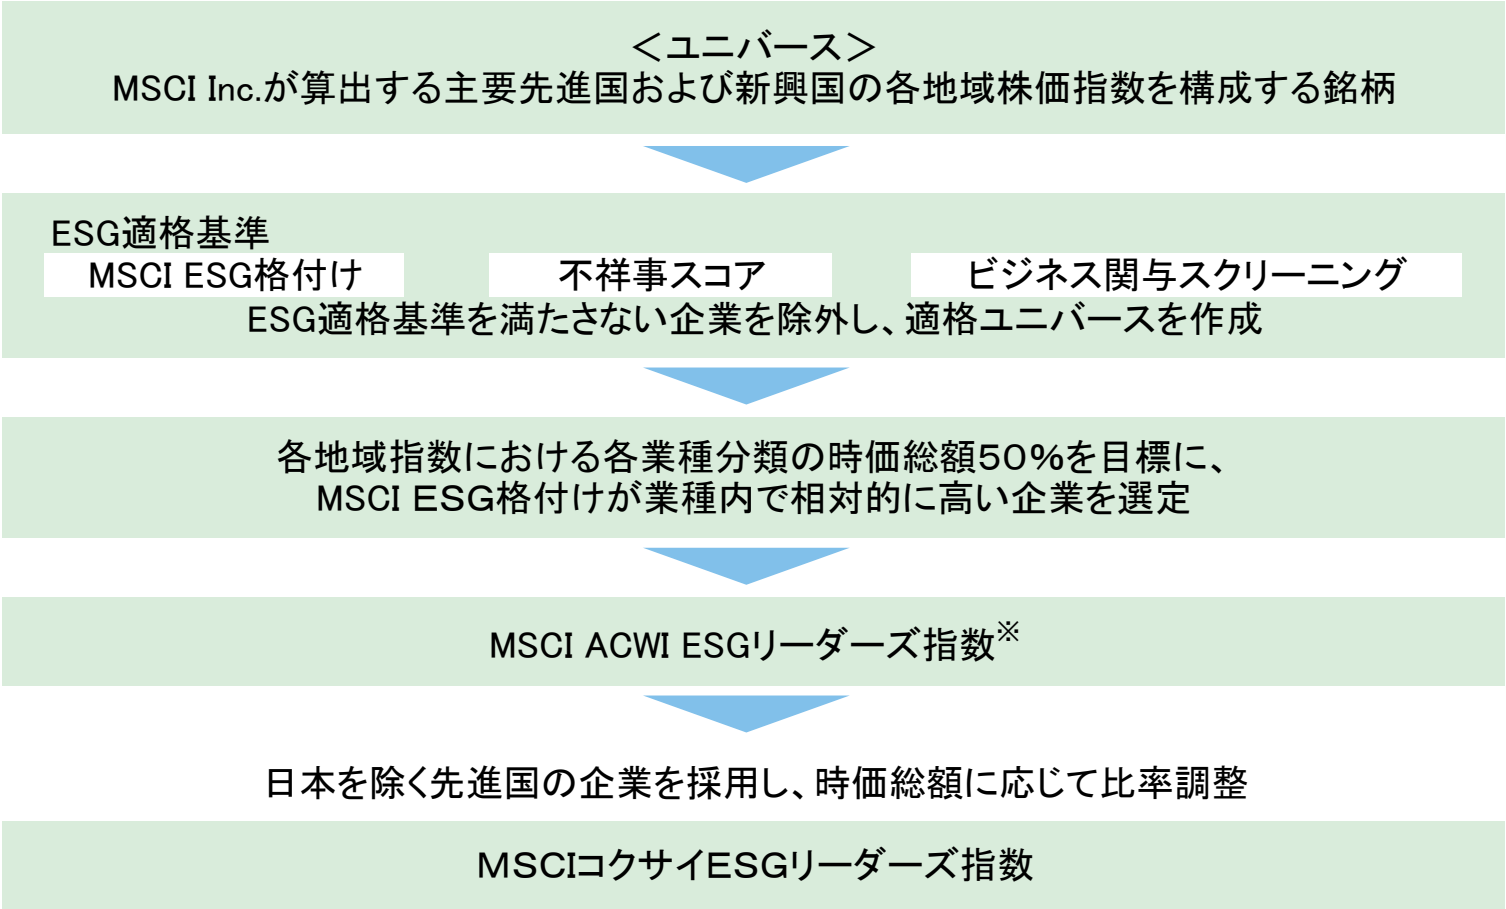 ＜ユニバース＞
MSCI Inc.が算出する主要先進国および新興国の各地域株価指数を構成する銘柄
ESG適格基準
MSCI ESG格付け 不祥事スコア ビジネス関与スクリーニング
ESG適格基準を満たさない企業を除外し、適格ユニバースを作成
各地域指数における各業種分類の時価総額５０％を目標に、
MSCI ＥＳＧ格付けが業種内で相対的に高い企業を選定
MSCI ACWI ESGリーダーズ指数※
日本を除く先進国の企業を採用し、時価総額に応じて比率調整
ＭＳＣＩコクサイＥＳＧリーダーズ指数